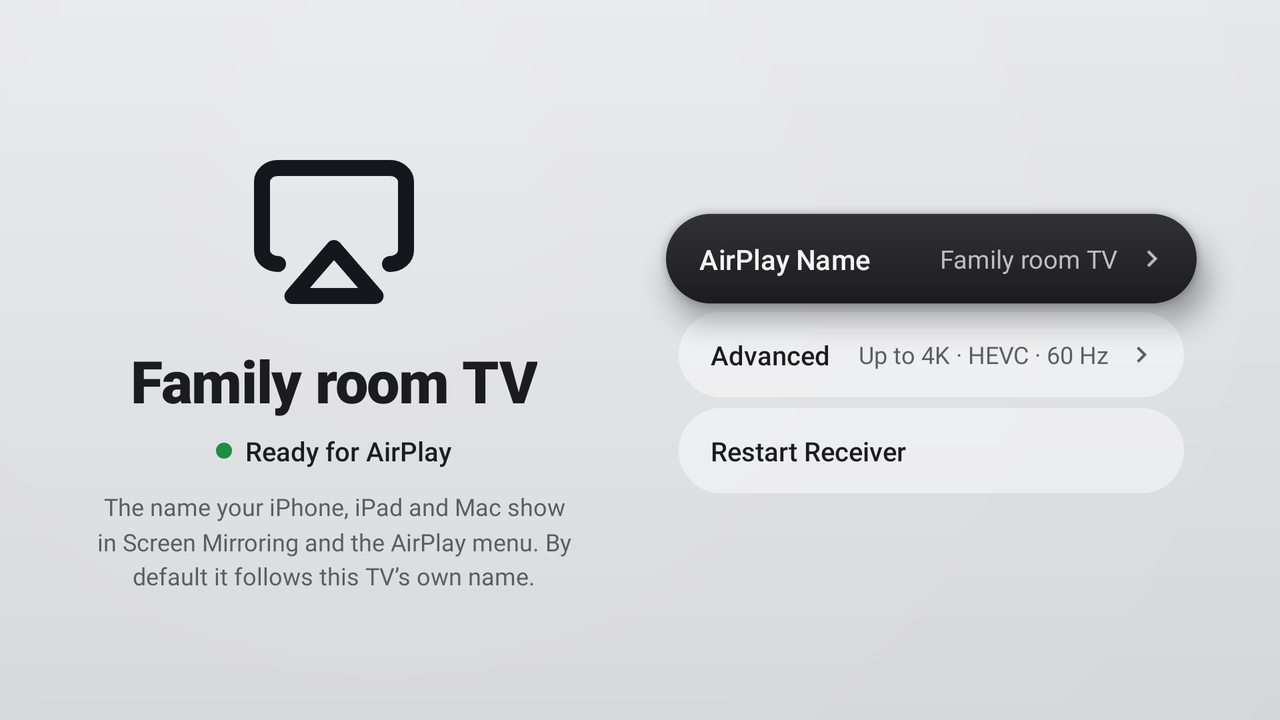 Family room TV
Ready for AirPlay
The name your iPhone, iPad and Mac show
in Screen Mirroring and the AirPlay menu. By
default it follows this TV’s own name.
AirPlay Name Family room TV
Advanced Up to 4K · HEVC · 60 Hz
Restart Receiver